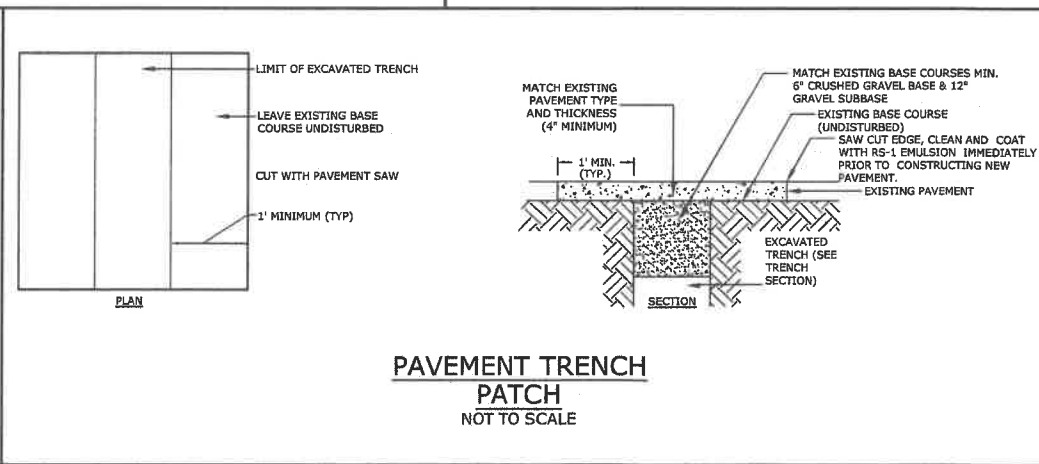 LIMIT OF EXCAVATED TRENCH
LEAVE EXISTING BASE
COURSE UNDISTURBED
CUT WITH PAVEMENT SAW
1' MINIMUM (TYP)
PLAN
MATCH EXISTING
PAVEMENT TYPE
AND THICKNESS
(4" MINIMUM)
1' MIN.
(TYP.)
MATCH EXISTING BASE COURSES MIN.
6" CRUSHED GRAVEL BASE & 12"
GRAVEL SUBBASE
EXISTING BASE COURSE
(UNDISTURBED)
SAW CUT EDGE, CLEAN AND COAT
WITH RS-1 EMULSION IMMEDIATELY
PRIOR TO CONSTRUCTING NEW
PAVEMENT.
EXISTING PAVEMENT
EXCAVATED
TRENCH (SEE
TRENCH
SECTION)
SECTION
PAVEMENT TRENCH
PATCH
NOT TO SCALE